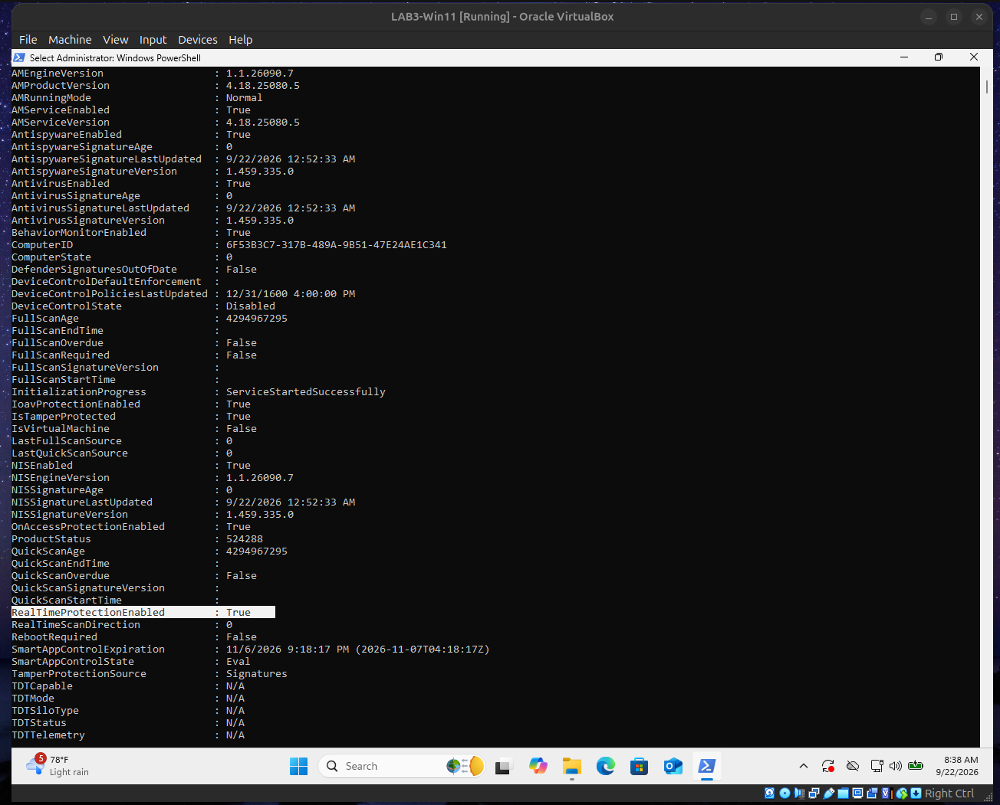 LAB3-Win11 [Running] - Oracle VirtualBox
File Machine View Input Devices Help
Select Administrator: Windows PowerShell
AMEngineVersion : 1.1.26090.7
AMProductVersion : 4.18.25080.5
AMRunningMode : Normal
AMServiceEnabled : True
AMServiceVersion : 4.18.25080.5
AntispywareEnabled : True
AntispywareSignatureAge : 0
AntispywareSignatureLastUpdated : 9/22/2026 12:52:33 AM
AntispywareSignatureVersion : 1.459.335.0
AntivirusEnabled : True
AntivirusSignatureAge : 0
AntivirusSignatureLastUpdated : 9/22/2026 12:52:33 AM
AntivirusSignatureVersion : 1.459.335.0
BehaviorMonitorEnabled : True
ComputerID : 6F53B3C7-317B-489A-9B51-47E24AE1C341
ComputerState : 0
DefenderSignaturesOutOfDate : False
DeviceControlDefaultEnforcement :
DeviceControlPoliciesLastUpdated : 12/31/1600 4:00:00 PM
DeviceControlState : Disabled
FullScanAge : 4294967295
FullScanEndTime :
FullScanOverdue : False
FullScanRequired : False
FullScanSignatureVersion :
FullScanStartTime :
InitializationProgress : ServiceStartedSuccessfully
IoavProtectionEnabled : True
IsTamperProtected : True
IsVirtualMachine : False
LastFullScanSource : 0
LastQuickScanSource : 0
NISEnabled : True
NISEngineVersion : 1.1.26090.7
NISSignatureAge : 0
NISSignatureLastUpdated : 9/22/2026 12:52:33 AM
NISSignatureVersion : 1.459.335.0
OnAccessProtectionEnabled : True
ProductStatus : 524288
QuickScanAge : 4294967295
QuickScanEndTime :
QuickScanOverdue : False
QuickScanSignatureVersion :
QuickScanStartTime :
RealTimeProtectionEnabled : True
RealTimeScanDirection : 0
RebootRequired : False
SmartAppControlExpiration : 11/6/2026 9:18:17 PM (2026-11-07T04:18:17Z)
SmartAppControlState : Eval
TamperProtectionSource : Signatures
TDTCapable : N/A
TDTMode : N/A
TDTSiloType : N/A
TDTStatus : N/A
TDTTelemetry : N/A
5
78°F
Light rain
Search
8:38 AM
9/22/2026
Right Ctrl